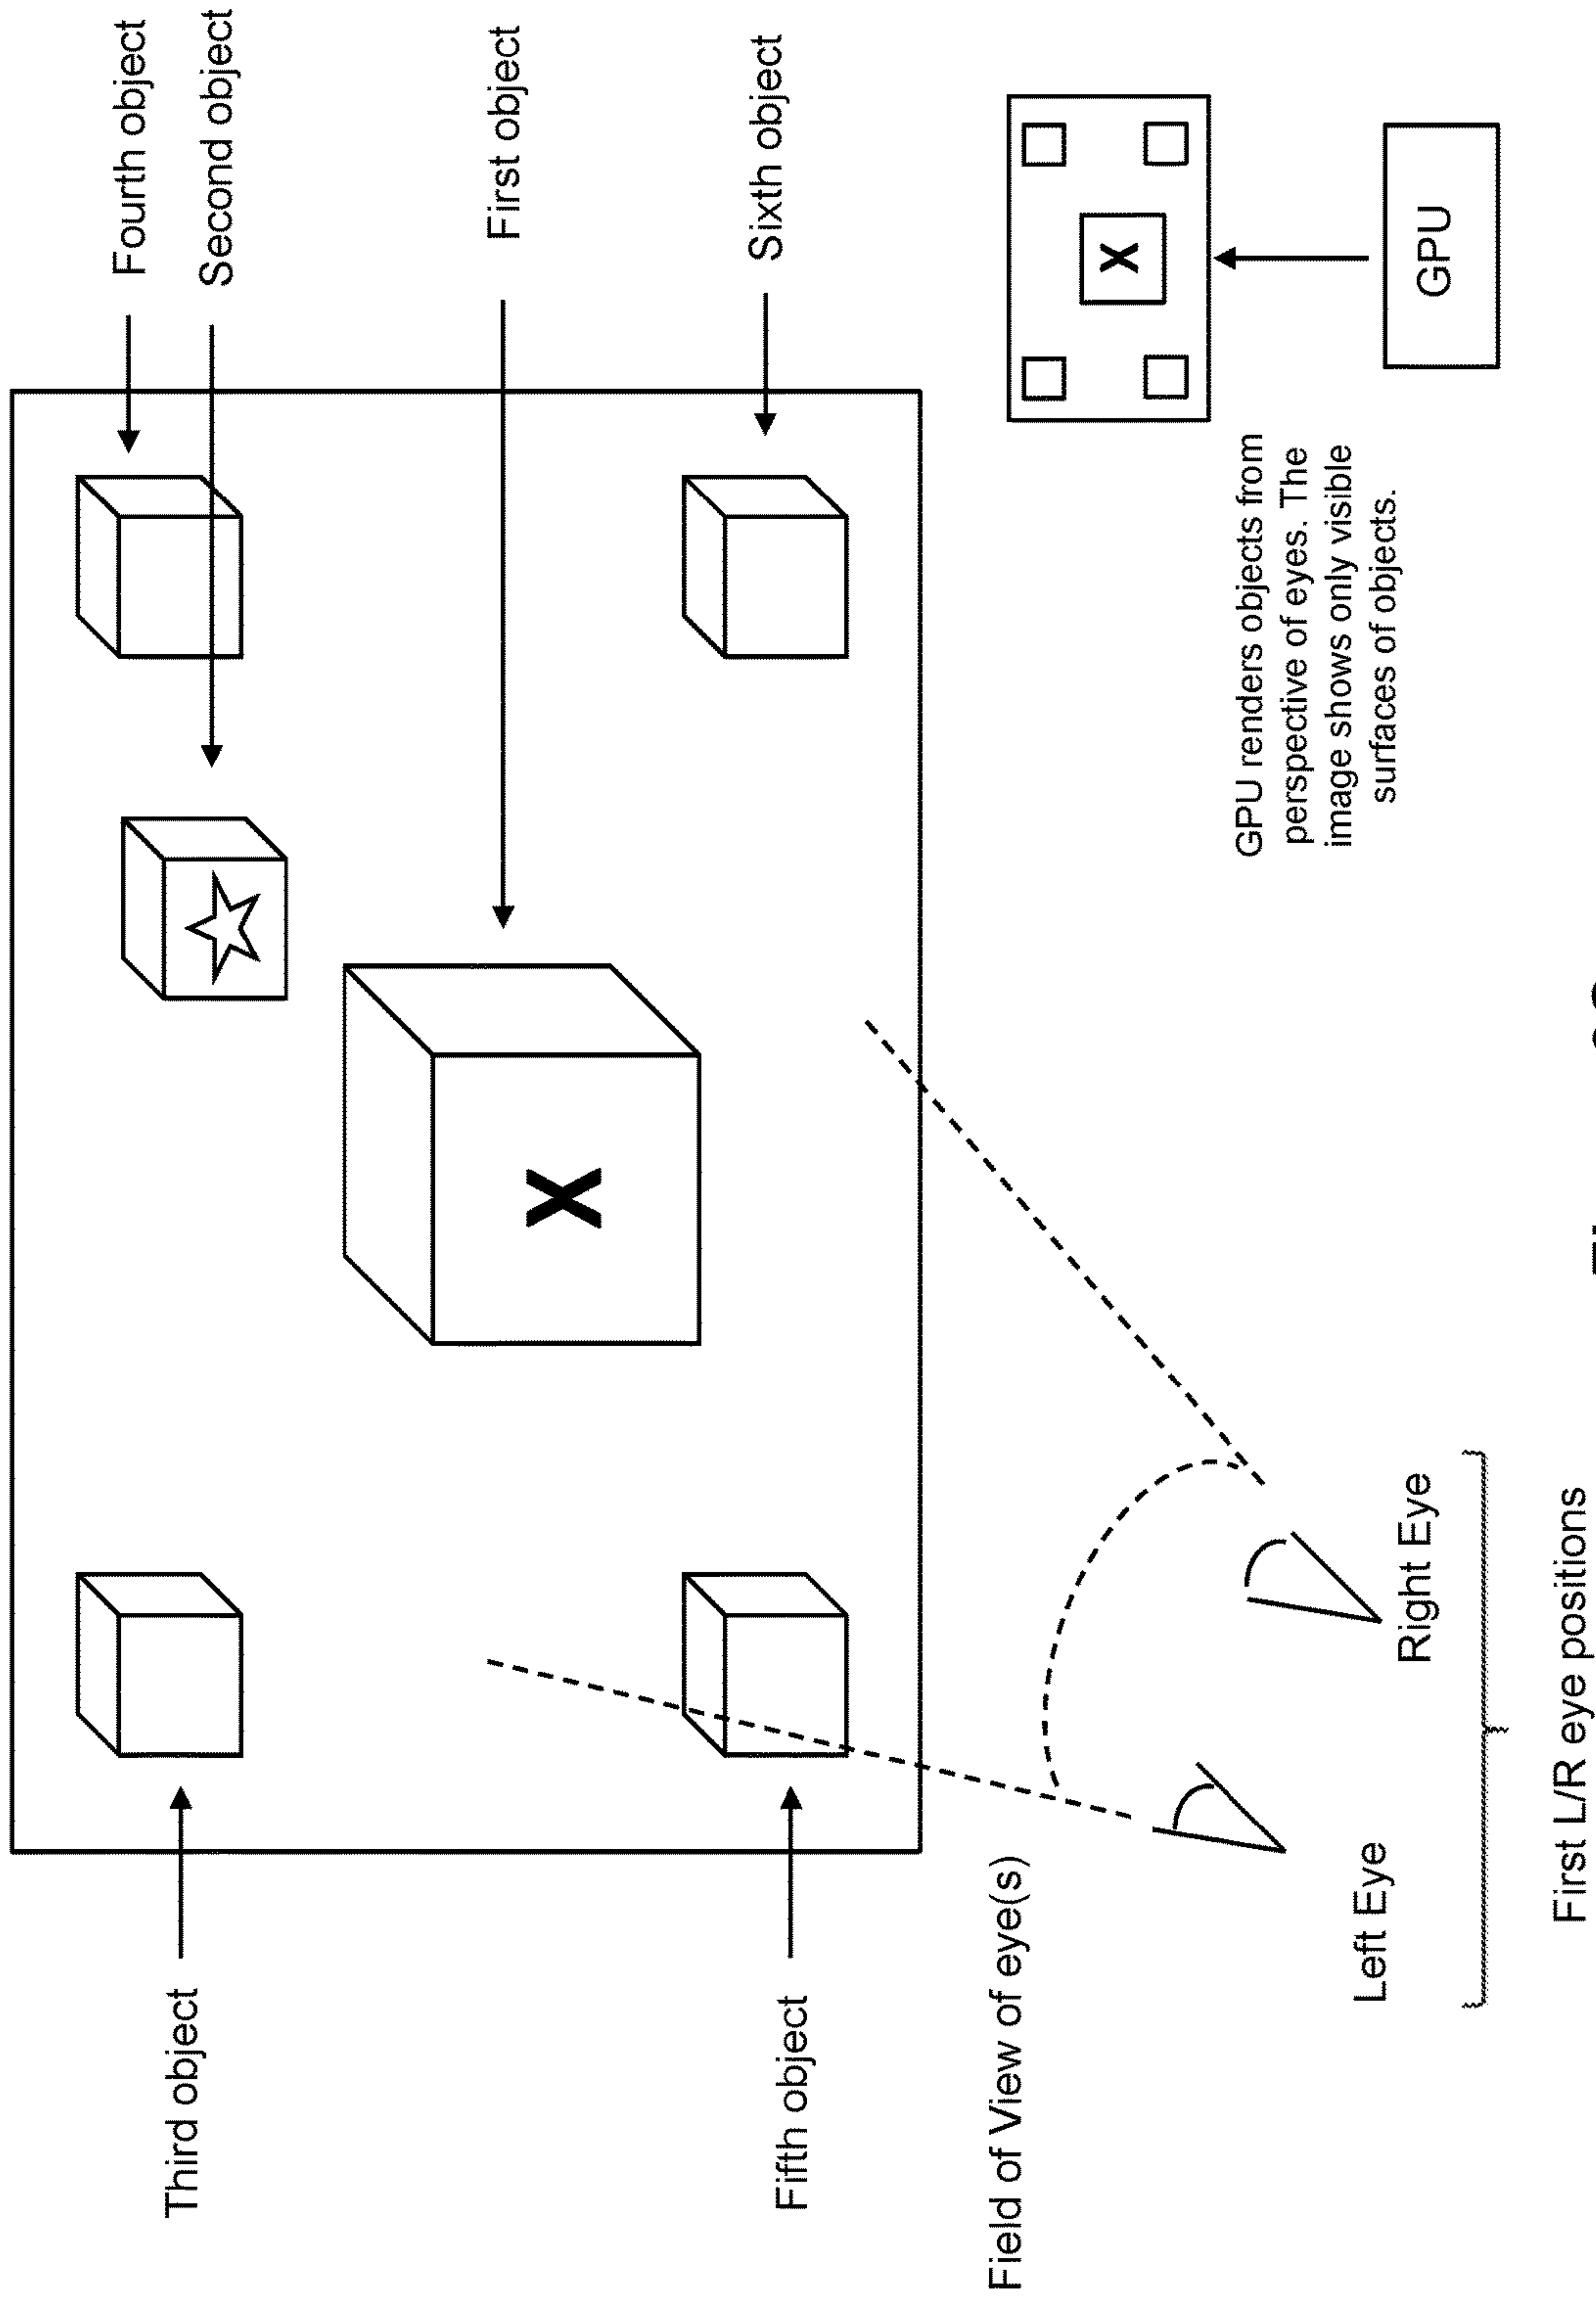 Fourth object
Second object
Third object
First object
Fifth object
Sixth object
X
Field of View of eye(s)
Left Eye
Right Eye
First L/R eye positions
GPU renders objects from
perspective of eyes. The
image shows only visible
surfaces of objects.
X
GPU